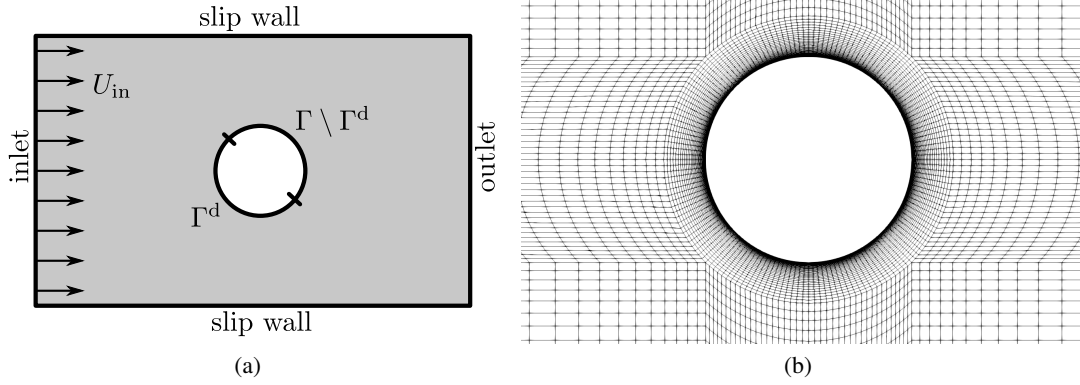 slip wall
U_in
Γ \ Γ^d
inlet
outlet
Γ^d
slip wall
(a)
(b)